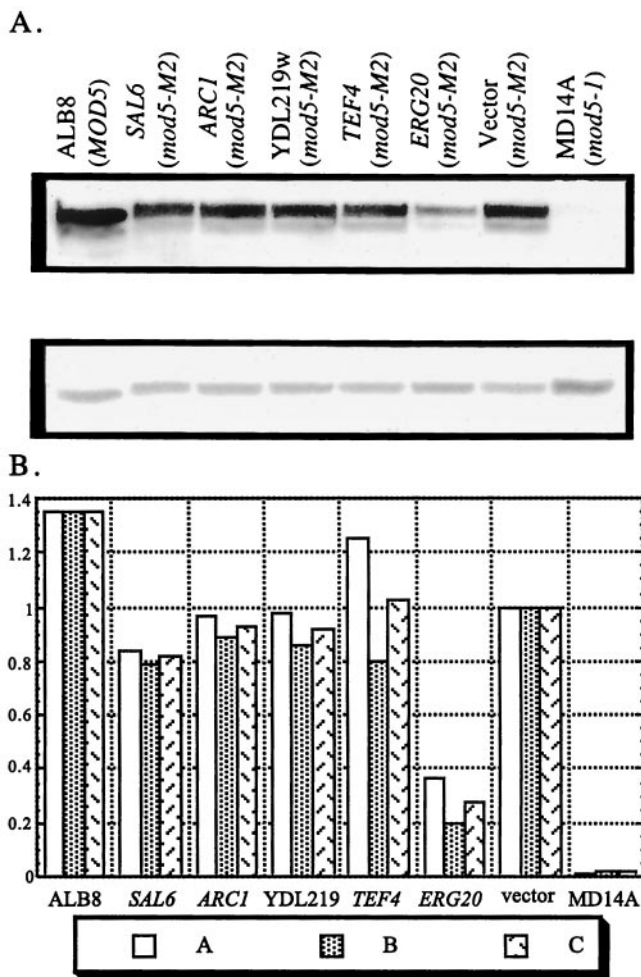 A.
ALB8
(MOD5)
SAL6
(mod5-M2)
ARC1
(mod5-M2)
YDL219w
(mod5-M2)
TEF4
(mod5-M2)
ERG20
(mod5-M2)
Vector
(mod5-M2)
MD14A
(mod5-1)
B.
1.4
1.2
1
0.8
0.6
0.4
0.2
0
ALB8 SAL6 ARC1 YDL219 TEF4 ERG20 vector MD14A
A B C